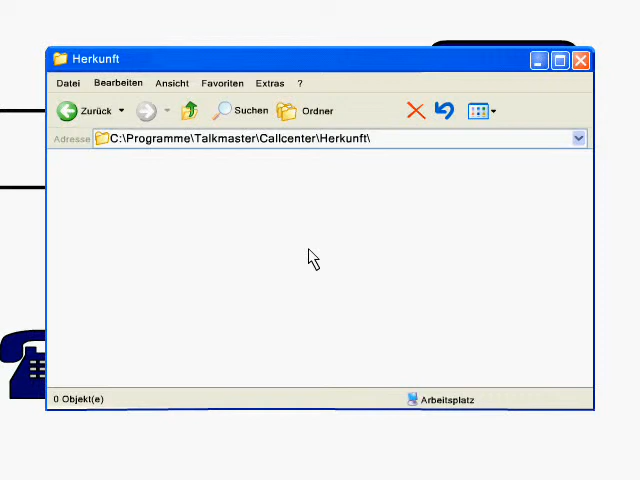 Herkunft
Datei Bearbeiten Ansicht Favoriten Extras ?
Zurück Suchen Ordner
Adresse C:\Programme\Talkmaster\Callcenter\Herkunft\
0 Objekt(e) Arbeitsplatz